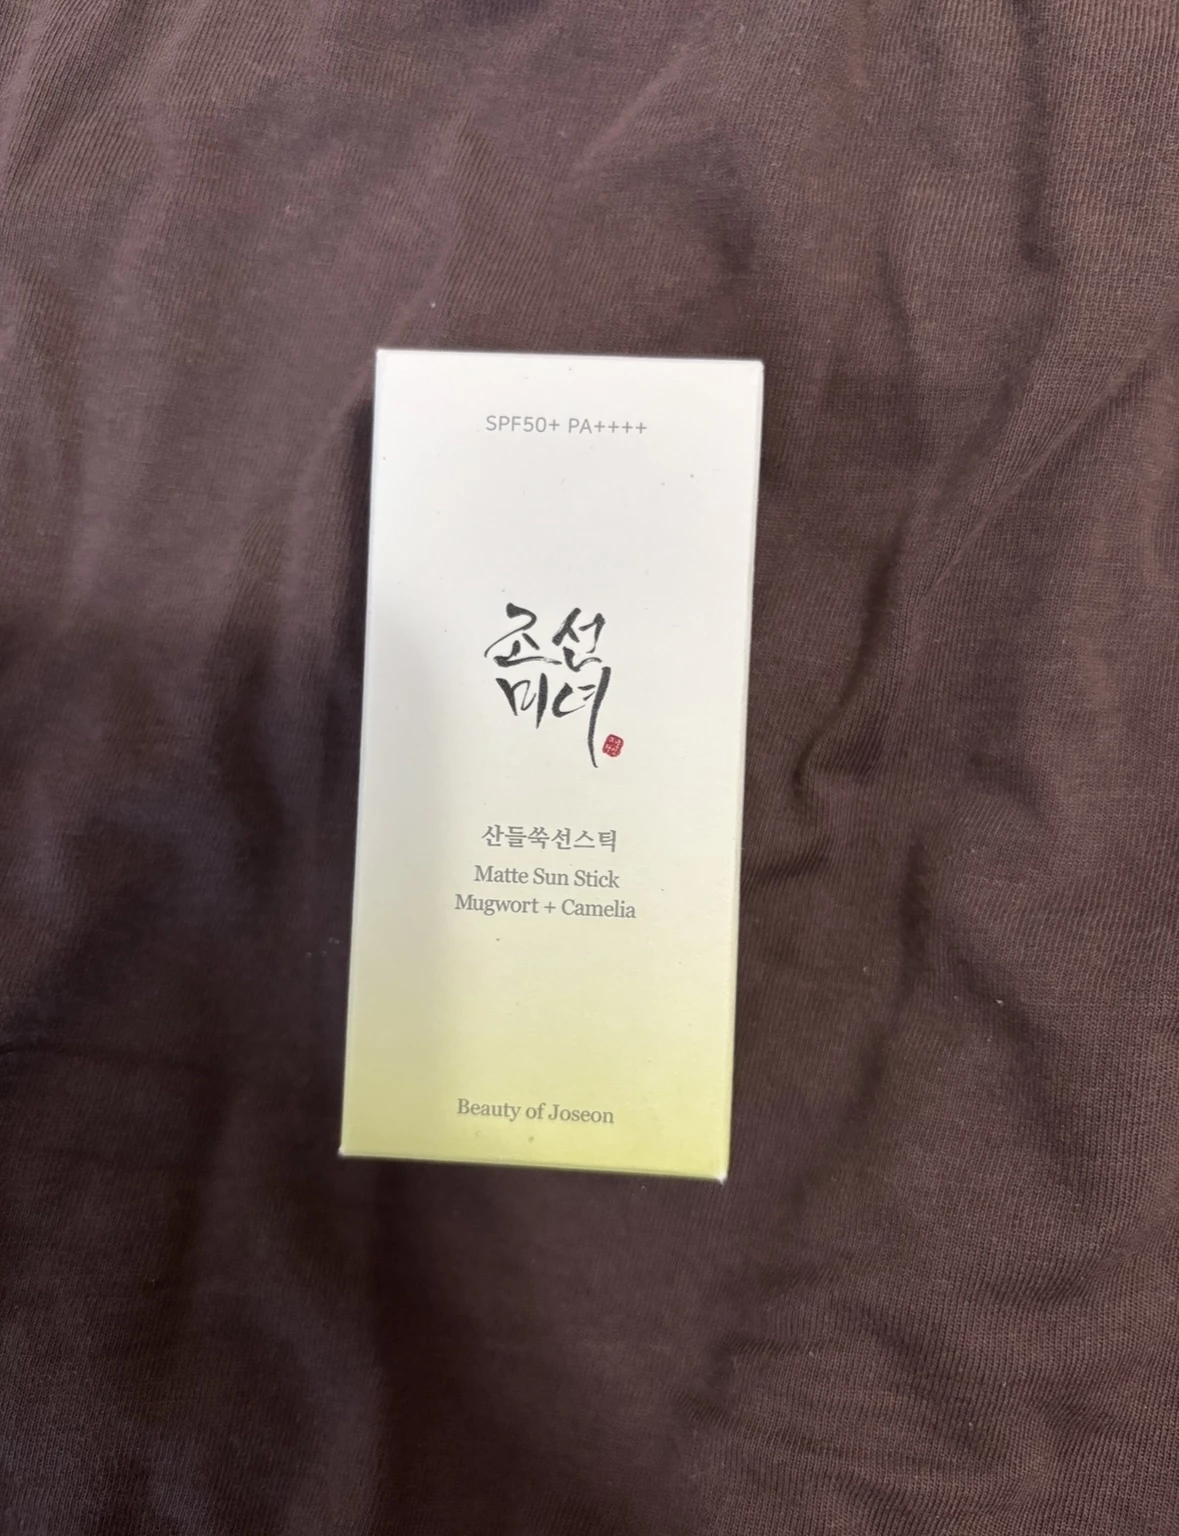 SPF50+ PA++++
조선
미녀
산들쑥선스틱
Matte Sun Stick
Mugwort + Camelia
Beauty of Joseon